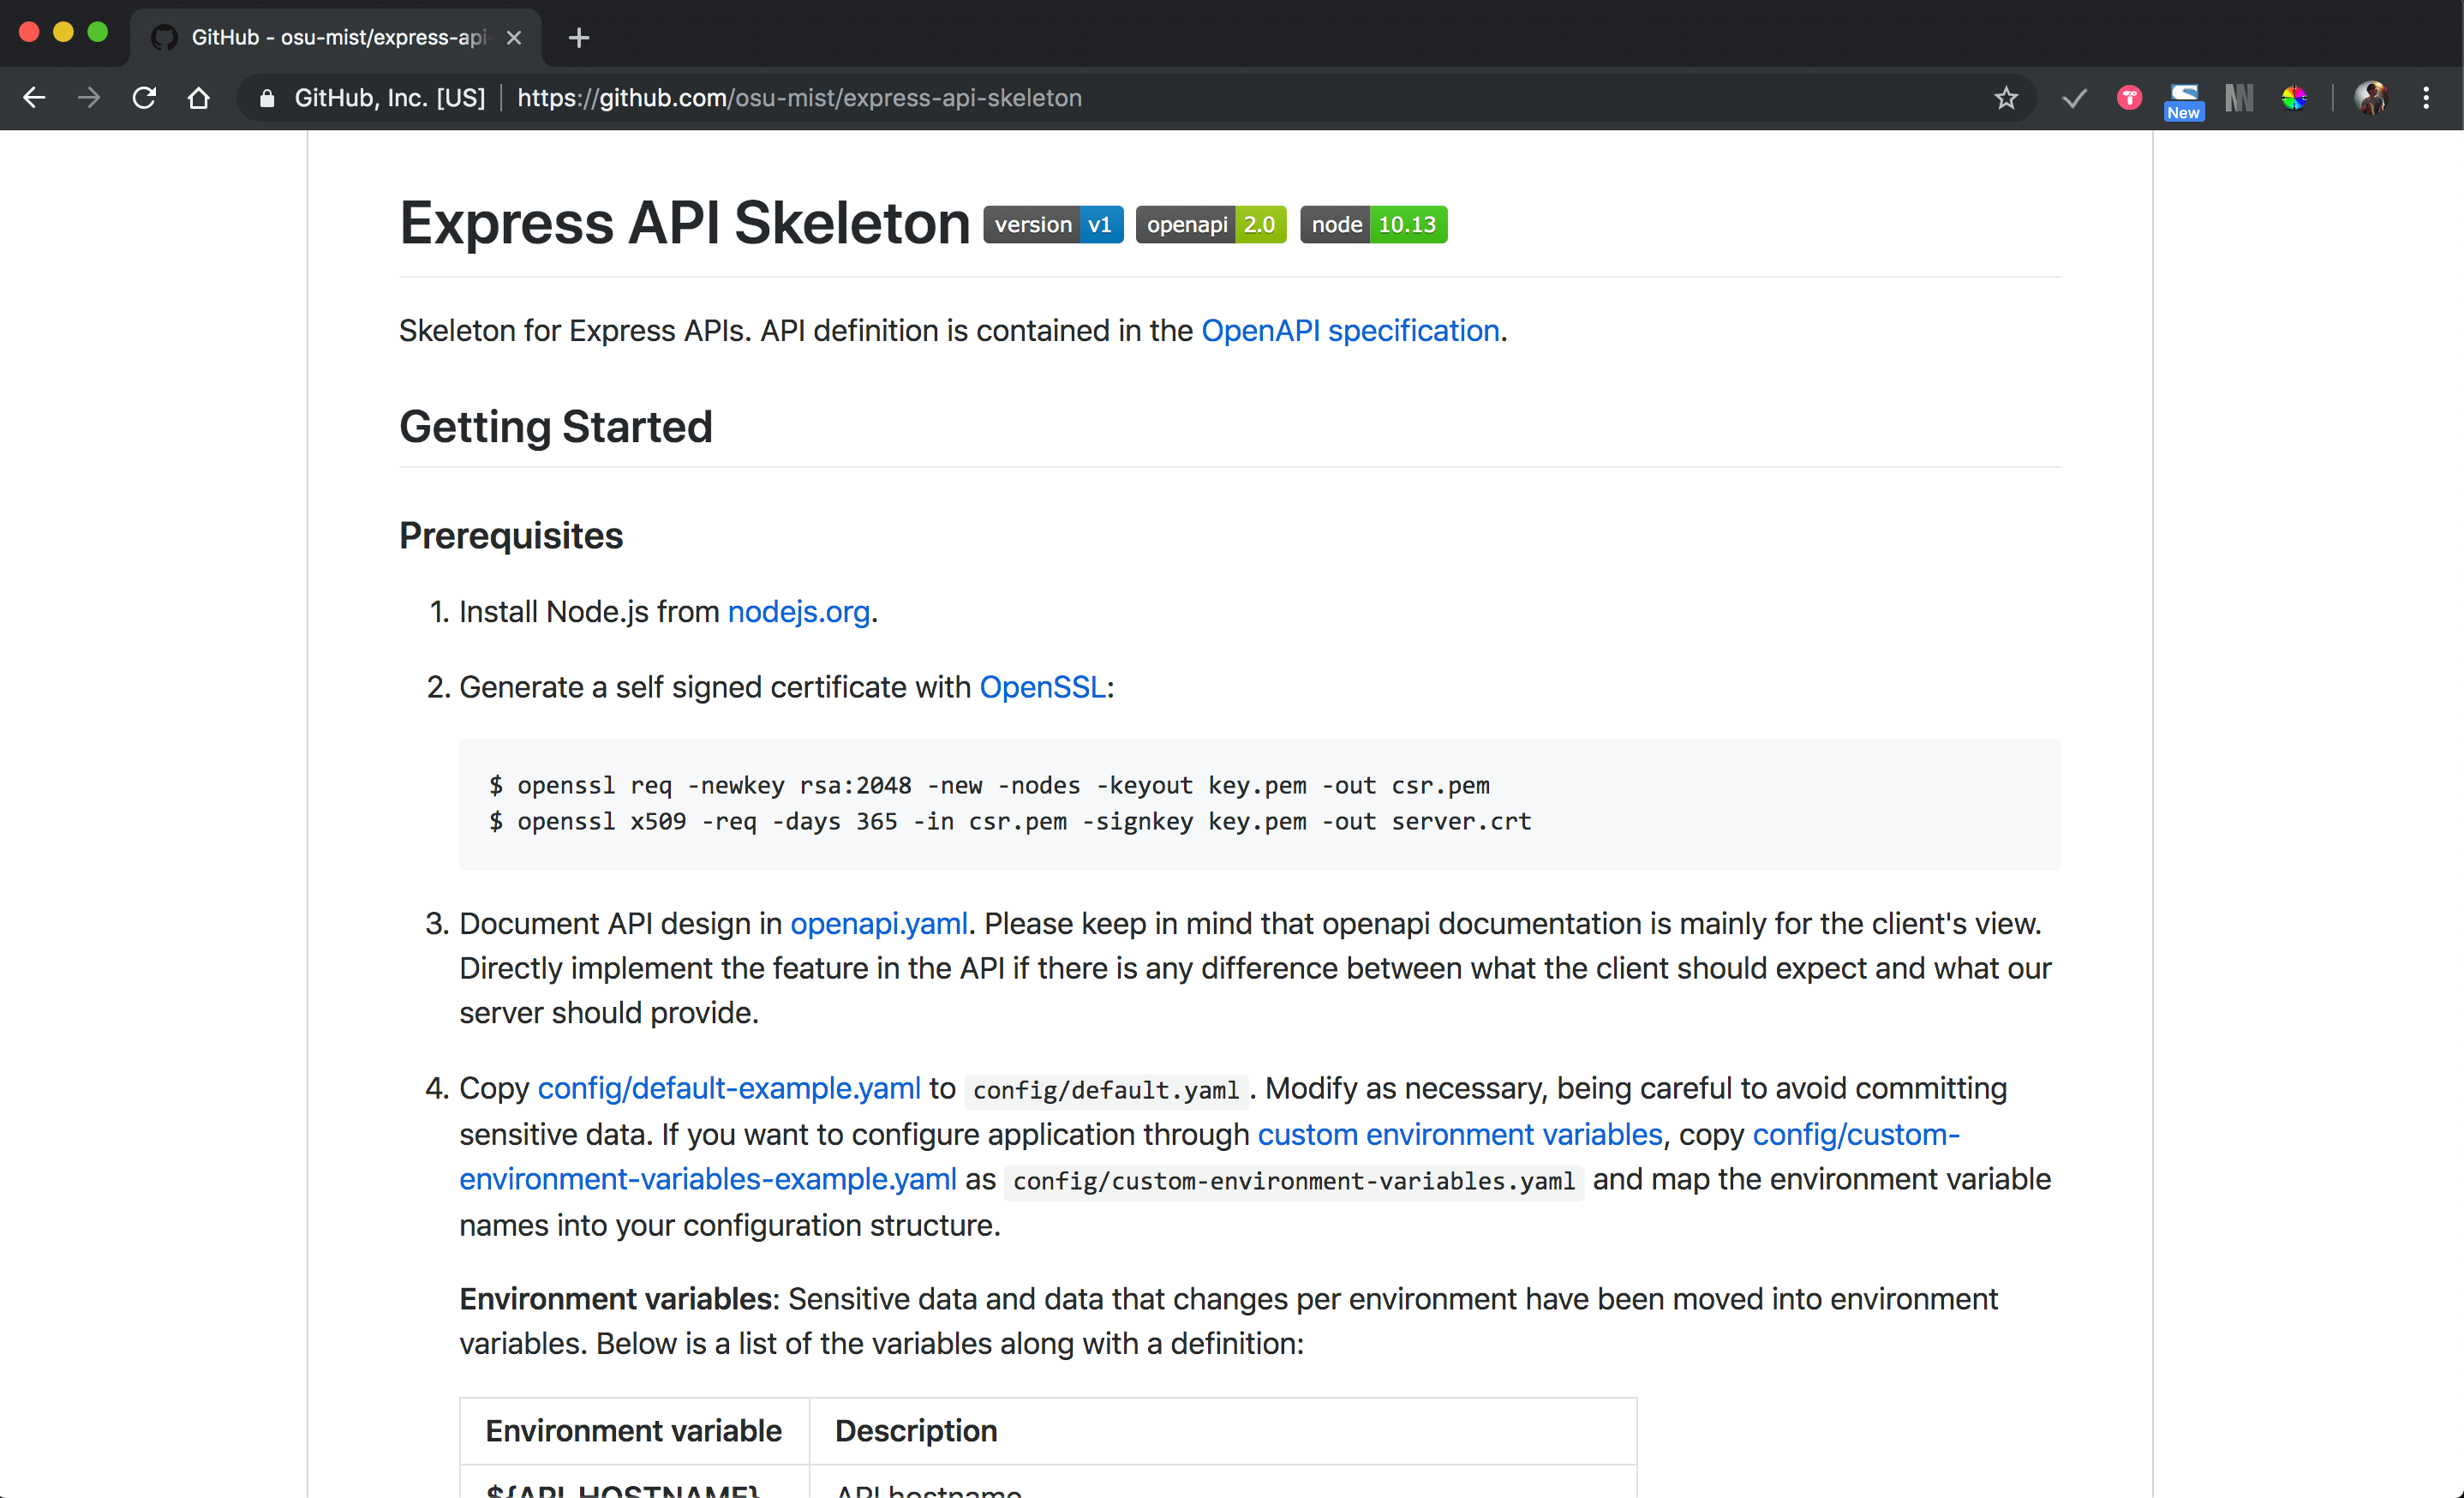 GitHub - osu-mist/express-api-
GitHub, Inc. [US] https://github.com/osu-mist/express-api-skeleton
New
Express API Skeleton version v1 openapi 2.0 node 10.13
Skeleton for Express APIs. API definition is contained in the OpenAPI specification.
Getting Started
Prerequisites
1. Install Node.js from nodejs.org.
2. Generate a self signed certificate with OpenSSL:
$ openssl req -newkey rsa:2048 -new -nodes -keyout key.pem -out csr.pem
$ openssl x509 -req -days 365 -in csr.pem -signkey key.pem -out server.crt
3. Document API design in openapi.yaml. Please keep in mind that openapi documentation is mainly for the client's view.
Directly implement the feature in the API if there is any difference between what the client should expect and what our
server should provide.
4. Copy config/default-example.yaml to config/default.yaml. Modify as necessary, being careful to avoid committing
sensitive data. If you want to configure application through custom environment variables, copy config/custom-
environment-variables-example.yaml as config/custom-environment-variables.yaml and map the environment variable
names into your configuration structure.
Environment variables: Sensitive data and data that changes per environment have been moved into environment
variables. Below is a list of the variables along with a definition:
Environment variable Description
${API_HOSTNAME} API hostname